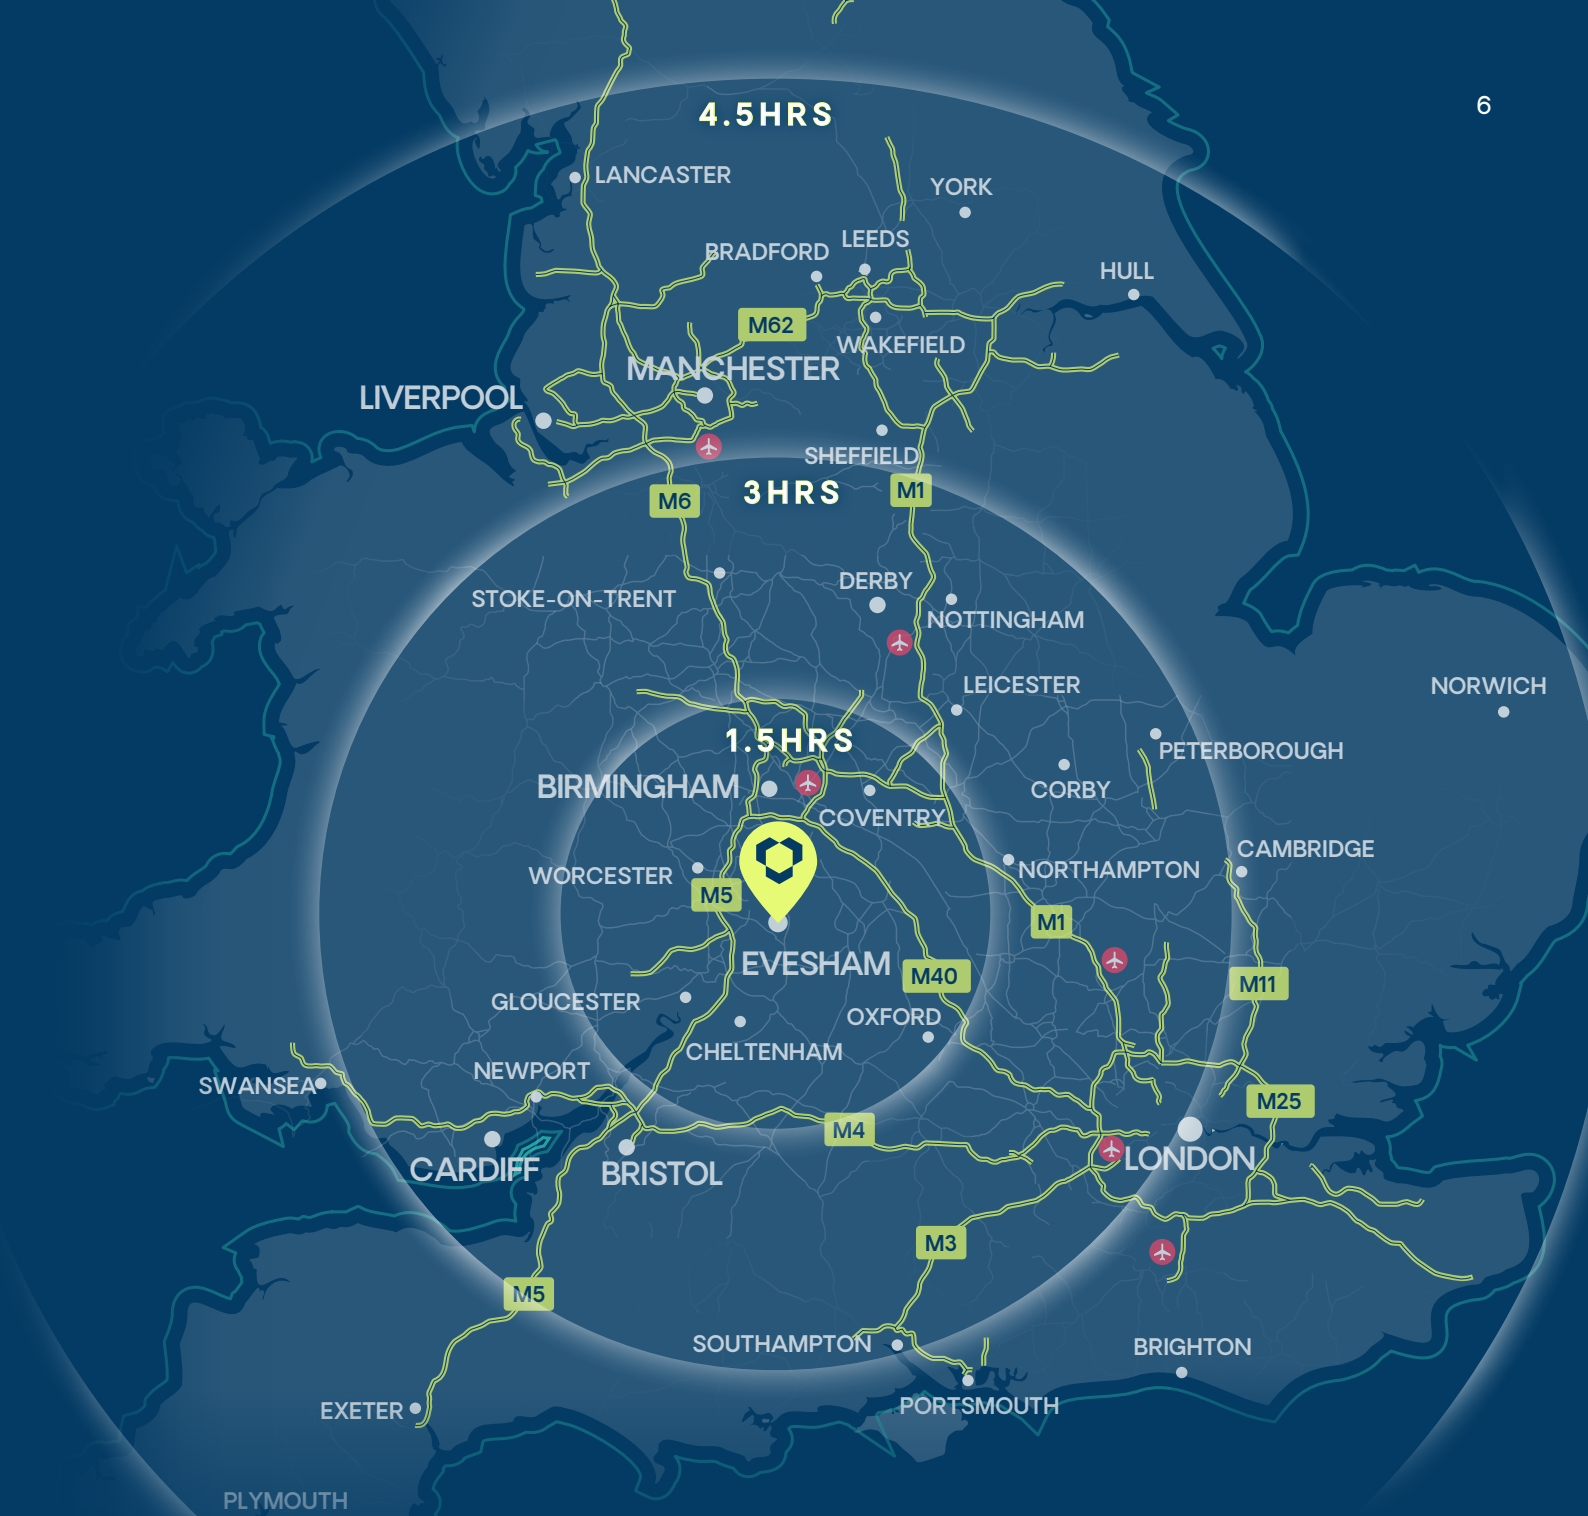 4.5HRS
6
LANCASTER
YORK
LEEDS
BRADFORD
HULL
M62
WAKEFIELD
MANCHESTER
LIVERPOOL
SHEFFIELD
M6
3HRS
M1
DERBY
STOKE-ON-TRENT
NOTTINGHAM
LEICESTER
NORWICH
1.5HRS
PETERBOROUGH
BIRMINGHAM
CORBY
COVENTRY
CAMBRIDGE
WORCESTER
NORTHAMPTON
M5
M1
EVESHAM
M40
M11
GLOUCESTER
OXFORD
CHELTENHAM
NEWPORT
SWANSEA
M25
M4
CARDIFF
BRISTOL
LONDON
M3
M5
SOUTHAMPTON
BRIGHTON
PORTSMOUTH
EXETER
PLYMOUTH